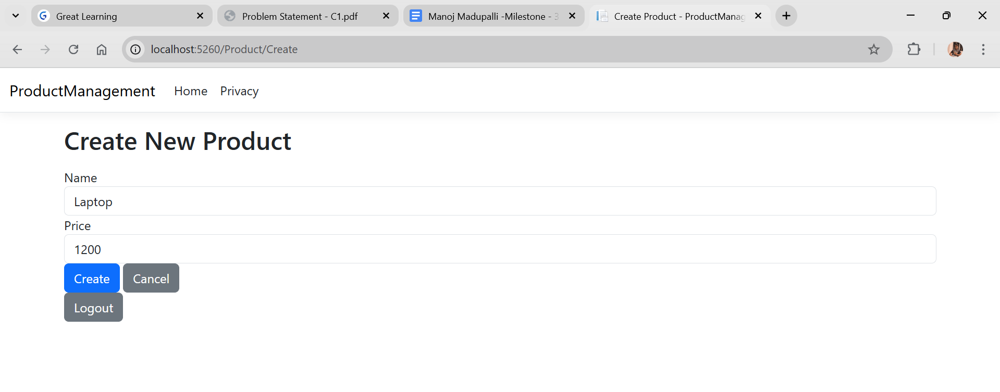 Great Learning
Problem Statement - C1.pdf
Manoj Madupalli -Milestone - 3
Create Product - ProductManag
localhost:5260/Product/Create
ProductManagement Home Privacy
Create New Product
Name
Laptop
Price
1200
Create Cancel
Logout